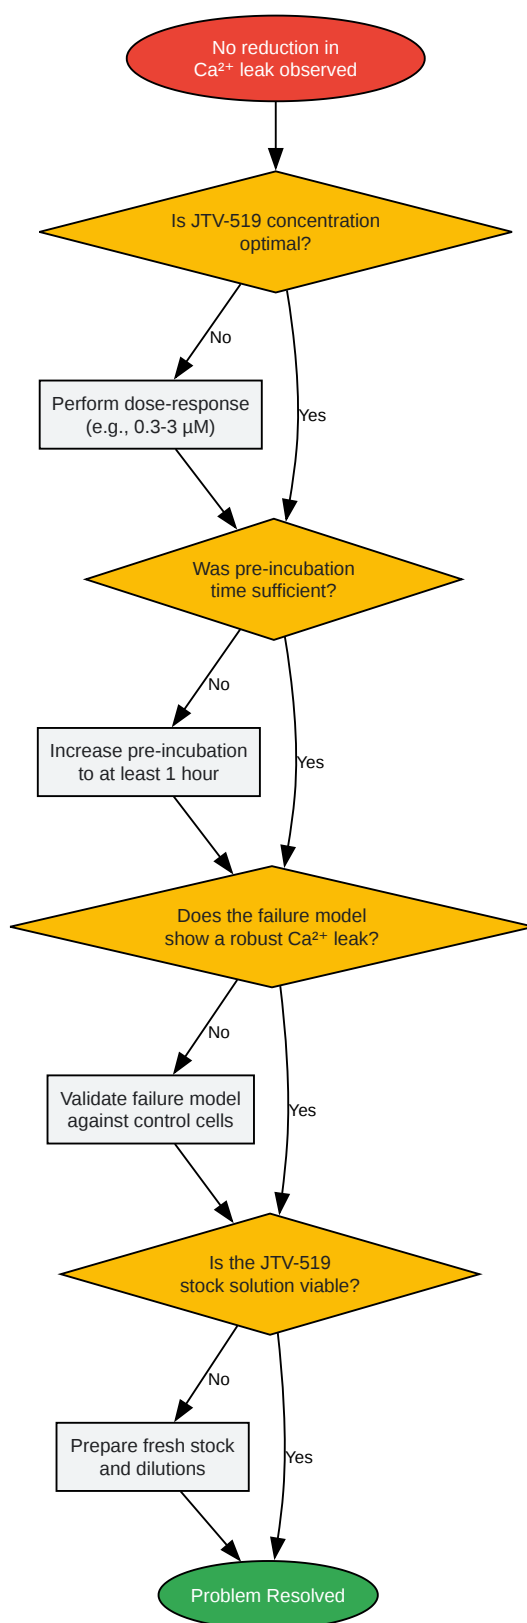 No reduction in
Ca²⁺ leak observed
Is JTV-519 concentration
optimal?
No
Perform dose-response
(e.g., 0.3-3 µM)
Yes
Was pre-incubation
time sufficient?
No
Increase pre-incubation
to at least 1 hour
Yes
Does the failure model
show a robust Ca²⁺ leak?
No
Validate failure model
against control cells
Yes
Is the JTV-519
stock solution viable?
No
Prepare fresh stock
and dilutions
Yes
Problem Resolved